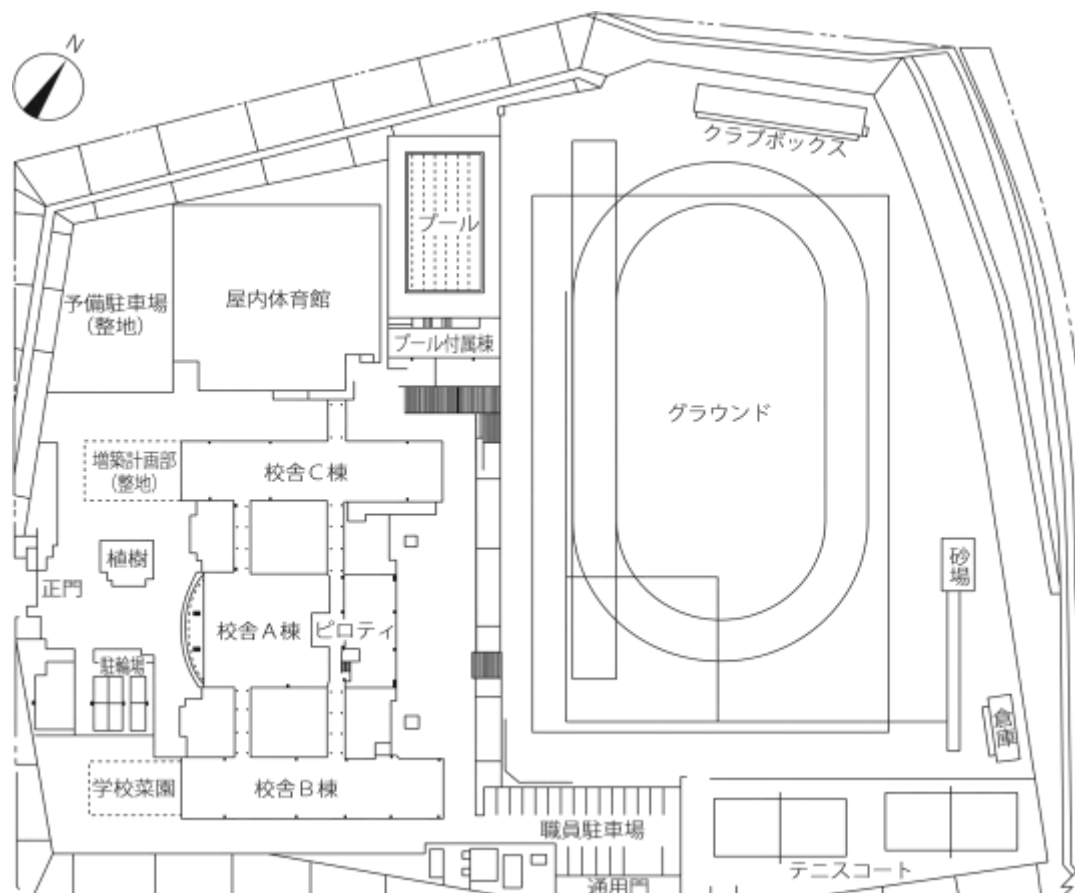 N
クラブボックス
プール
予備駐車場
(整地)
屋内体育館
プール付属棟
グラウンド
増築計画部
(整地)
校舎C棟
植樹
正門
砂場
校舎A棟
ピロティ
駐輪場
倉庫
学校菜園
校舎B棟
職員駐車場
テニスコート
通用門